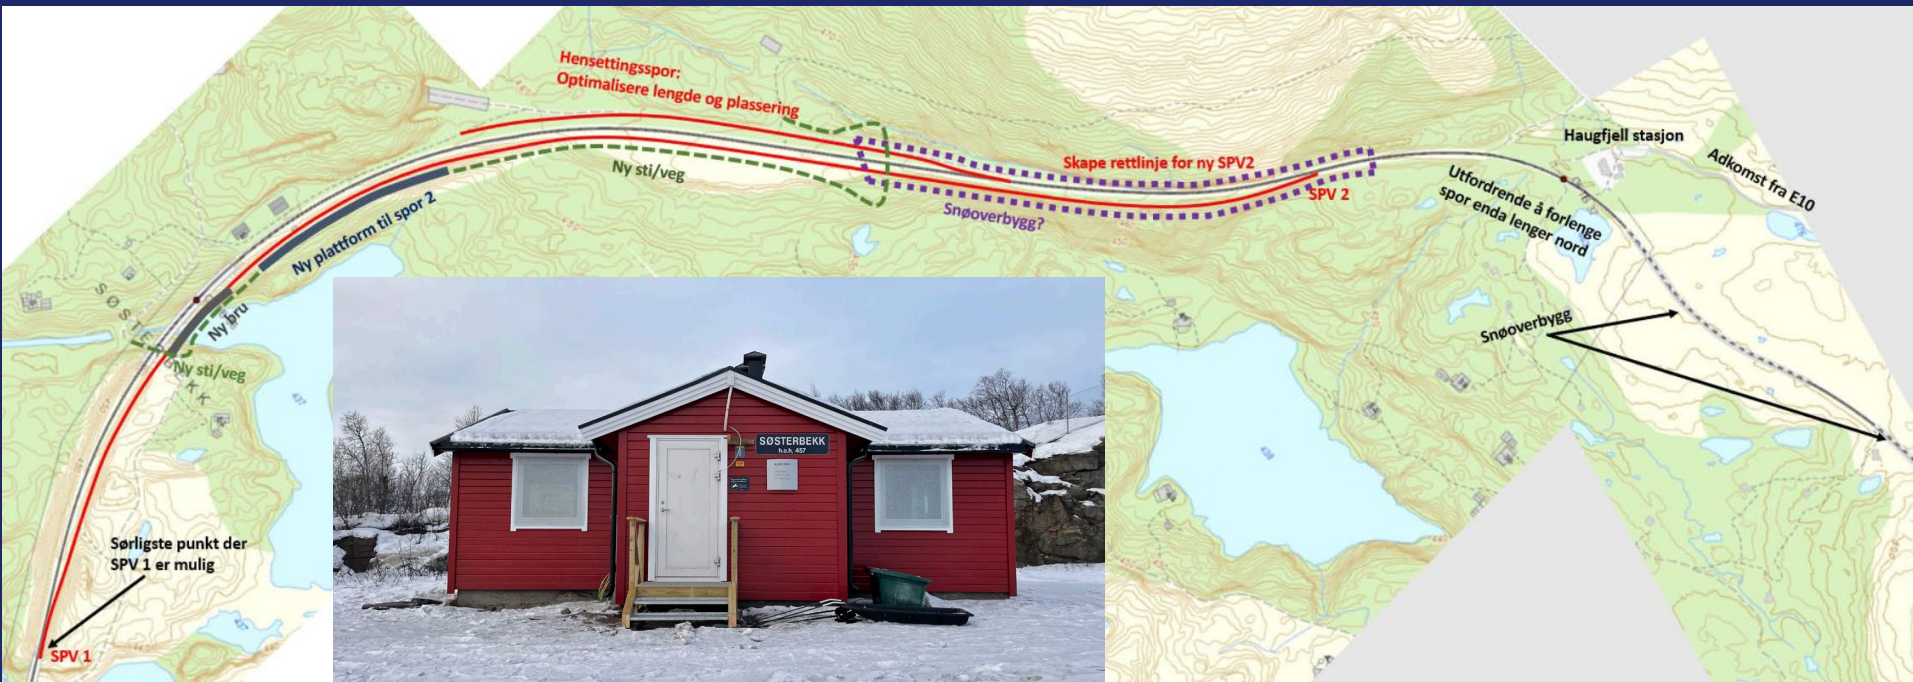 Hensettingsspor:
Optimalisere lengde og plassering
Ny sti/veg
Skape rettlinje for ny SPV2
Snøoverbygg?
SPV 2
Haugfjell stasjon
Adkomst fra E10
Utfordrende å forlenge
spor enda lenger nord
Snøoverbygg
Ny plattform til spor 2
Ny bru
Ny sti/veg
SØSTERBEKK
Sørligste punkt der
SPV 1 er mulig
SPV 1
SØSTERBEKK
h.o.h. 457